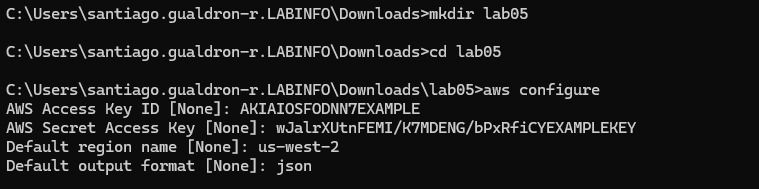 C:\Users\santiago.gualdron-r.LABINFO\Downloads>mkdir lab05
C:\Users\santiago.gualdron-r.LABINFO\Downloads>cd lab05
C:\Users\santiago.gualdron-r.LABINFO\Downloads\lab05>aws configure
AWS Access Key ID [None]: AKIAIOSFODNN7EXAMPLE
AWS Secret Access Key [None]: wJalrXUtnFEMI/K7MDENG/bPxRfiCYEXAMPLEKEY
Default region name [None]: us-west-2
Default output format [None]: json